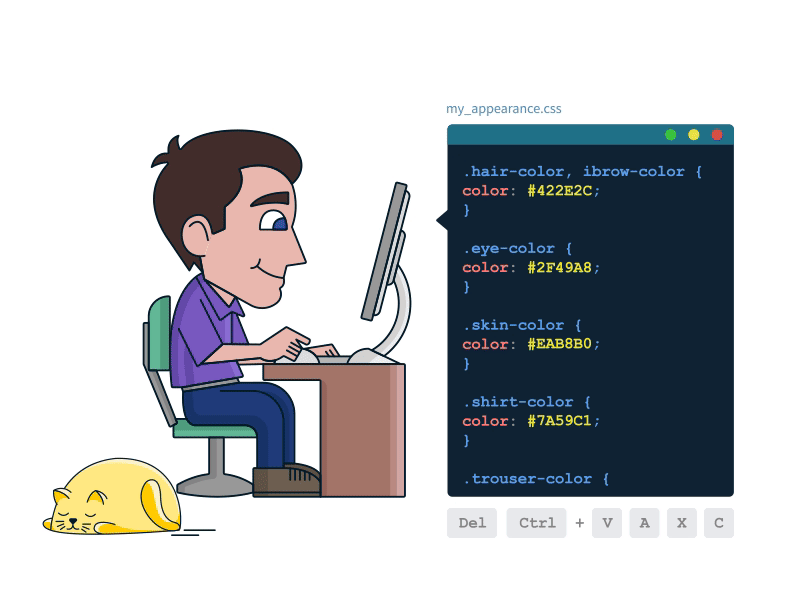 my_appearance.css
.hair-color, ibrow-color {
color: #422E2C;
}
.eye-color {
color: #2F49A8;
}
.skin-color {
color: #EAB8B0;
}
.shirt-color {
color: #7A59C1;
}
.trouser-color {
Del Ctrl + V A X C